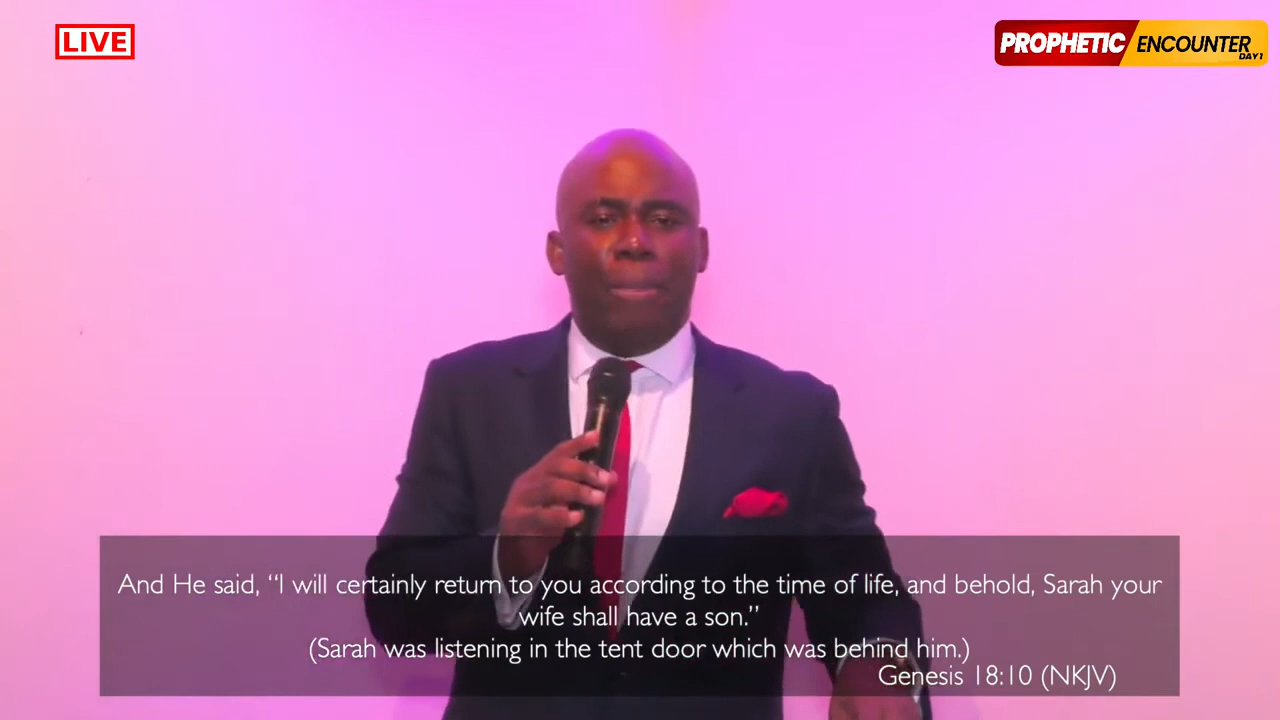 LIVE
PROPHETIC ENCOUNTER
DAY1
And He said, “I will certainly return to you according to the time of life, and behold, Sarah your
wife shall have a son.”
(Sarah was listening in the tent door which was behind him.)
Genesis 18:10 (NKJV)